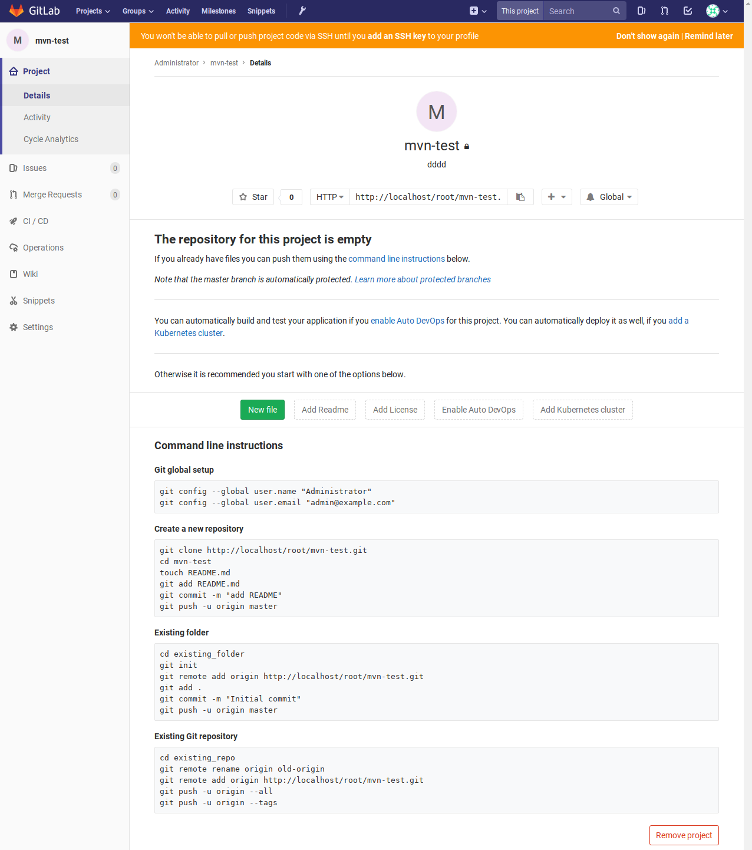 GitLab Projects Groups Activity Milestones Snippets This project Search
M mvn-test
You won't be able to pull or push project code via SSH until you add an SSH key to your profile Don't show again | Remind later
Project
Details
Activity
Cycle Analytics
Issues 0
Merge Requests 0
CI / CD
Operations
Wiki
Snippets
Settings
Administrator › mvn-test › Details
M
mvn-test
dddd
Star 0 HTTP http://localhost/root/mvn-test. Global
The repository for this project is empty
If you already have files you can push them using the command line instructions below.
Note that the master branch is automatically protected. Learn more about protected branches
You can automatically build and test your application if you enable Auto DevOps for this project. You can automatically deploy it as well, if you add a
Kubernetes cluster.
Otherwise it is recommended you start with one of the options below.
New file Add Readme Add License Enable Auto DevOps Add Kubernetes cluster
Command line instructions
Git global setup
git config --global user.name "Administrator"
git config --global user.email "admin@example.com"
Create a new repository
git clone http://localhost/root/mvn-test.git
cd mvn-test
touch README.md
git add README.md
git commit -m "add README"
git push -u origin master
Existing folder
cd existing_folder
git init
git remote add origin http://localhost/root/mvn-test.git
git add .
git commit -m "Initial commit"
git push -u origin master
Existing Git repository
cd existing_repo
git remote rename origin old-origin
git remote add origin http://localhost/root/mvn-test.git
git push -u origin --all
git push -u origin --tags
Remove project